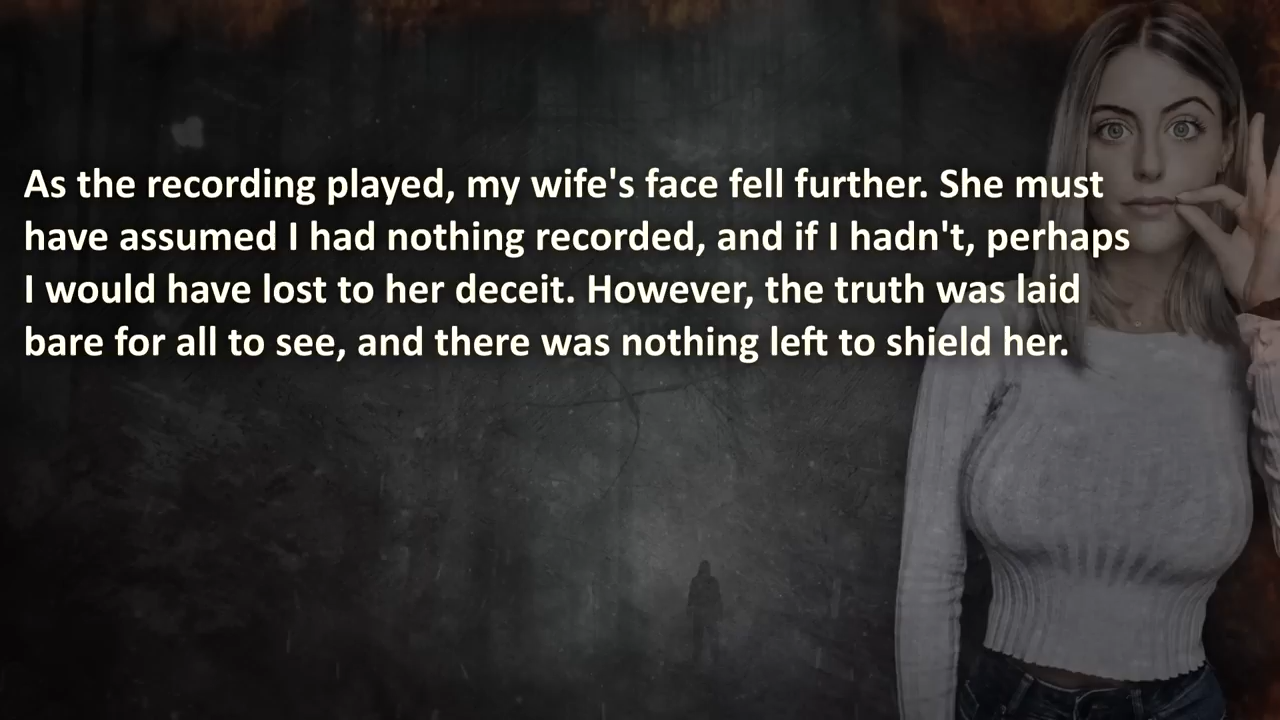 As the recording played, my wife's face fell further. She must
have assumed I had nothing recorded, and if I hadn't, perhaps
I would have lost to her deceit. However, the truth was laid
bare for all to see, and there was nothing left to shield her.